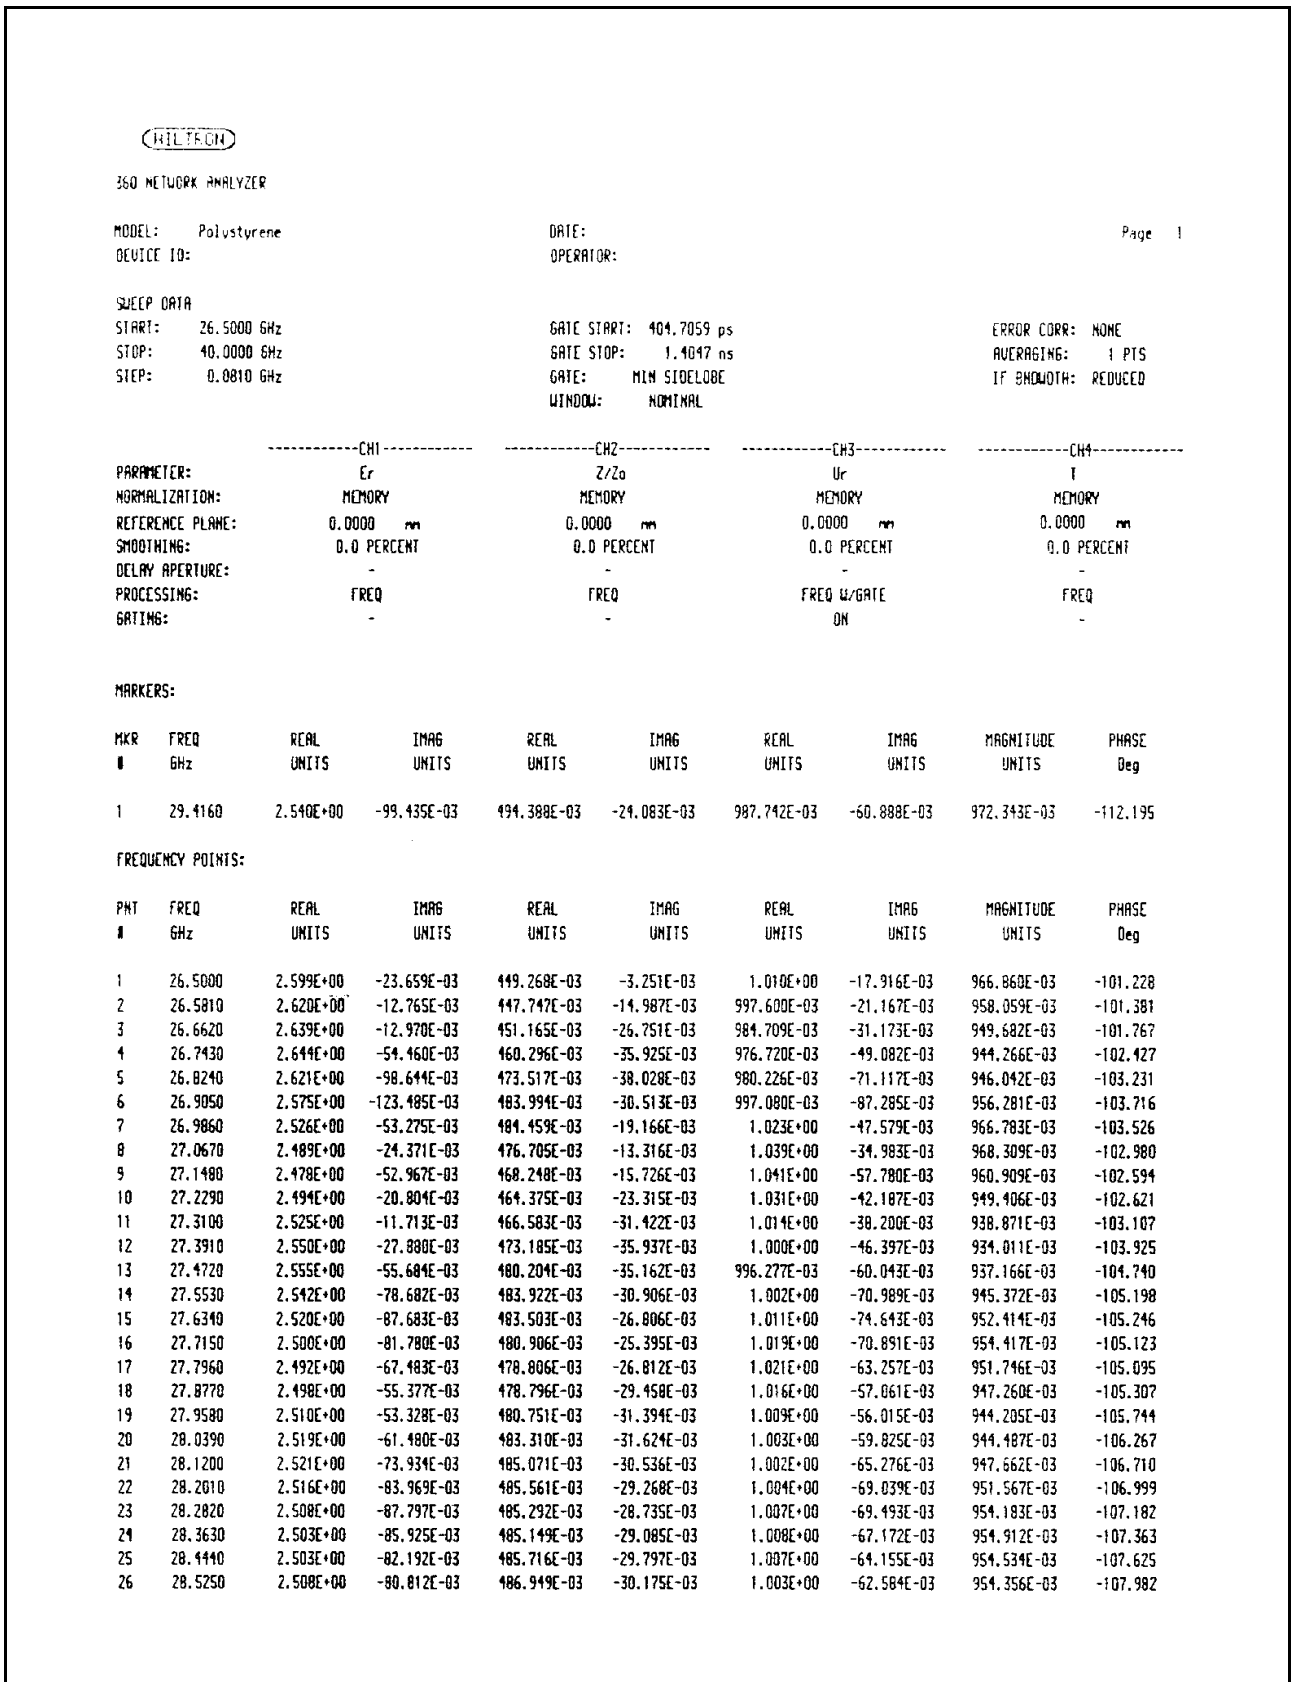 WILTRON
360 NETWORK ANALYZER
MODEL: Polystyrene DATE: Page 1
DEVICE ID: OPERATOR:
SWEEP DATA
START: 26.5000 GHz GATE START: 404.7059 ps ERROR CORR: NONE
STOP: 40.0000 GHz GATE STOP: 1.4047 ns AVERAGING: 1 PTS
STEP: 0.0810 GHz GATE: MIN SIDELOBE IF BNDWDTH: REDUCED
WINDOW: NOMINAL
------------CH1------------ ------------CH2------------ ------------CH3------------ ------------CH4------------
PARAMETER: Er Z/Zo Ur T
NORMALIZATION: MEMORY MEMORY MEMORY MEMORY
REFERENCE PLANE: 0.0000 mm 0.0000 mm 0.0000 mm 0.0000 mm
SMOOTHING: 0.0 PERCENT 0.0 PERCENT 0.0 PERCENT 0.0 PERCENT
DELAY APERTURE: - - - -
PROCESSING: FREQ FREQ FREQ W/GATE FREQ
GATING: - - ON -
MARKERS:
MKR FREQ REAL IMAG REAL IMAG REAL IMAG MAGNITUDE PHASE
# GHz UNITS UNITS UNITS UNITS UNITS UNITS UNITS Deg
1 29.4160 2.540E+00 -99.435E-03 494.388E-03 -24.083E-03 987.742E-03 -60.888E-03 972.343E-03 -112.195
FREQUENCY POINTS:
PNT FREQ REAL IMAG REAL IMAG REAL IMAG MAGNITUDE PHASE
# GHz UNITS UNITS UNITS UNITS UNITS UNITS UNITS Deg
1 26.5000 2.599E+00 -23.659E-03 449.268E-03 -3.251E-03 1.010E+00 -17.916E-03 966.860E-03 -101.228
2 26.5810 2.620E+00 -12.765E-03 447.747E-03 -14.987E-03 997.600E-03 -21.167E-03 958.059E-03 -101.381
3 26.6620 2.639E+00 -12.970E-03 451.165E-03 -26.751E-03 984.709E-03 -31.173E-03 949.682E-03 -101.767
4 26.7430 2.644E+00 -54.460E-03 460.296E-03 -35.925E-03 976.720E-03 -49.082E-03 944.266E-03 -102.427
5 26.8240 2.621E+00 -98.644E-03 473.517E-03 -38.028E-03 980.226E-03 -71.117E-03 946.042E-03 -103.231
6 26.9050 2.575E+00 -123.485E-03 483.994E-03 -30.513E-03 997.080E-03 -87.285E-03 956.281E-03 -103.716
7 26.9860 2.526E+00 -53.275E-03 484.459E-03 -19.166E-03 1.023E+00 -47.579E-03 966.783E-03 -103.526
8 27.0670 2.489E+00 -24.371E-03 476.705E-03 -13.316E-03 1.039E+00 -34.983E-03 968.309E-03 -102.980
9 27.1480 2.478E+00 -52.967E-03 468.248E-03 -15.726E-03 1.041E+00 -57.780E-03 960.909E-03 -102.594
10 27.2290 2.494E+00 -20.804E-03 464.375E-03 -23.315E-03 1.031E+00 -42.187E-03 949.406E-03 -102.621
11 27.3100 2.525E+00 -11.713E-03 466.583E-03 -31.422E-03 1.014E+00 -38.200E-03 938.871E-03 -103.107
12 27.3910 2.550E+00 -27.880E-03 473.185E-03 -35.937E-03 1.000E+00 -46.397E-03 934.011E-03 -103.925
13 27.4720 2.555E+00 -55.684E-03 480.204E-03 -35.162E-03 996.277E-03 -60.043E-03 937.166E-03 -104.740
14 27.5530 2.542E+00 -78.682E-03 483.922E-03 -30.906E-03 1.002E+00 -70.989E-03 945.372E-03 -105.198
15 27.6340 2.520E+00 -87.683E-03 483.503E-03 -26.806E-03 1.011E+00 -74.643E-03 952.414E-03 -105.246
16 27.7150 2.500E+00 -81.780E-03 480.906E-03 -25.395E-03 1.019E+00 -70.891E-03 954.417E-03 -105.123
17 27.7960 2.492E+00 -67.483E-03 478.806E-03 -26.812E-03 1.021E+00 -63.257E-03 951.746E-03 -105.095
18 27.8770 2.498E+00 -55.377E-03 478.796E-03 -29.458E-03 1.016E+00 -57.061E-03 947.260E-03 -105.307
19 27.9580 2.510E+00 -53.328E-03 480.751E-03 -31.394E-03 1.009E+00 -56.015E-03 944.205E-03 -105.744
20 28.0390 2.519E+00 -61.480E-03 483.310E-03 -31.624E-03 1.003E+00 -59.825E-03 944.487E-03 -106.267
21 28.1200 2.521E+00 -73.934E-03 485.071E-03 -30.536E-03 1.002E+00 -65.276E-03 947.662E-03 -106.710
22 28.2010 2.516E+00 -83.969E-03 485.561E-03 -29.268E-03 1.004E+00 -69.039E-03 951.567E-03 -106.999
23 28.2820 2.508E+00 -87.797E-03 485.292E-03 -28.735E-03 1.007E+00 -69.493E-03 954.183E-03 -107.182
24 28.3630 2.503E+00 -85.925E-03 485.149E-03 -29.085E-03 1.008E+00 -67.172E-03 954.912E-03 -107.363
25 28.4440 2.503E+00 -82.192E-03 485.716E-03 -29.797E-03 1.007E+00 -64.155E-03 954.534E-03 -107.625
26 28.5250 2.508E+00 -80.812E-03 486.949E-03 -30.175E-03 1.003E+00 -62.584E-03 954.356E-03 -107.982